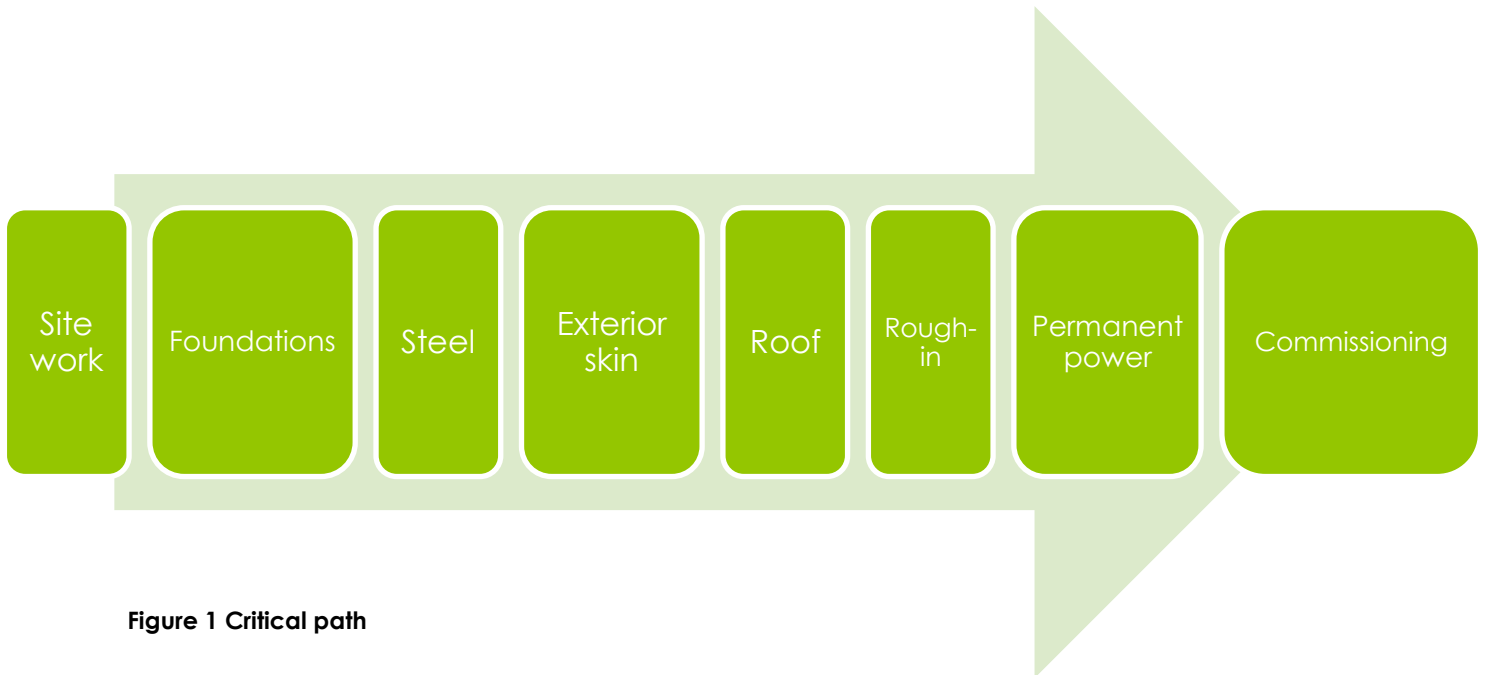 Site
work
Foundations
Steel
Exterior
skin
Roof
Rough-
in
Permanent
power
Commissioning
Figure 1 Critical path